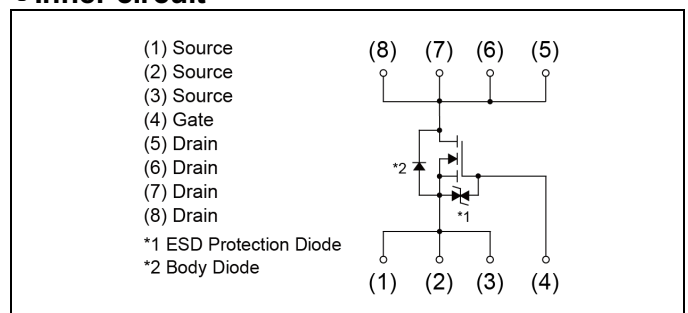 Inner circuit
(1) Source
(2) Source
(3) Source
(4) Gate
(5) Drain
(6) Drain
(7) Drain
(8) Drain
*1 ESD Protection Diode
*2 Body Diode
(8) (7) (6) (5)
*2
*1
(1) (2) (3) (4)